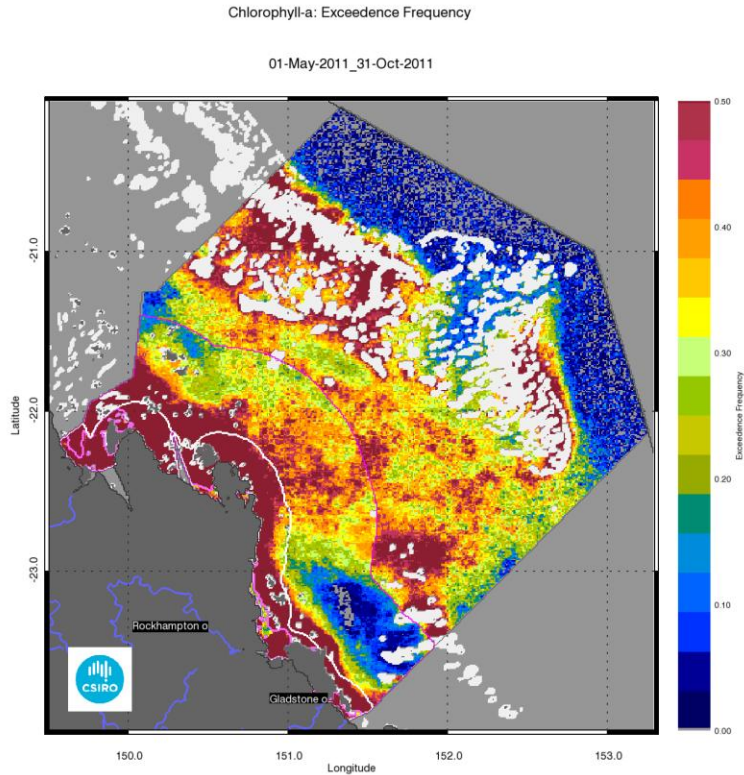 Chlorophyll-a: Exceedence Frequency
01-May-2011_31-Oct-2011
0.50
0.40
0.30
0.20
0.10
0.00
Exceedence Frequency
-21.0
-22.0
-23.0
Latitude
Rockhampton o
Gladstone o
CSIRO
150.0
151.0
152.0
153.0
Longitude